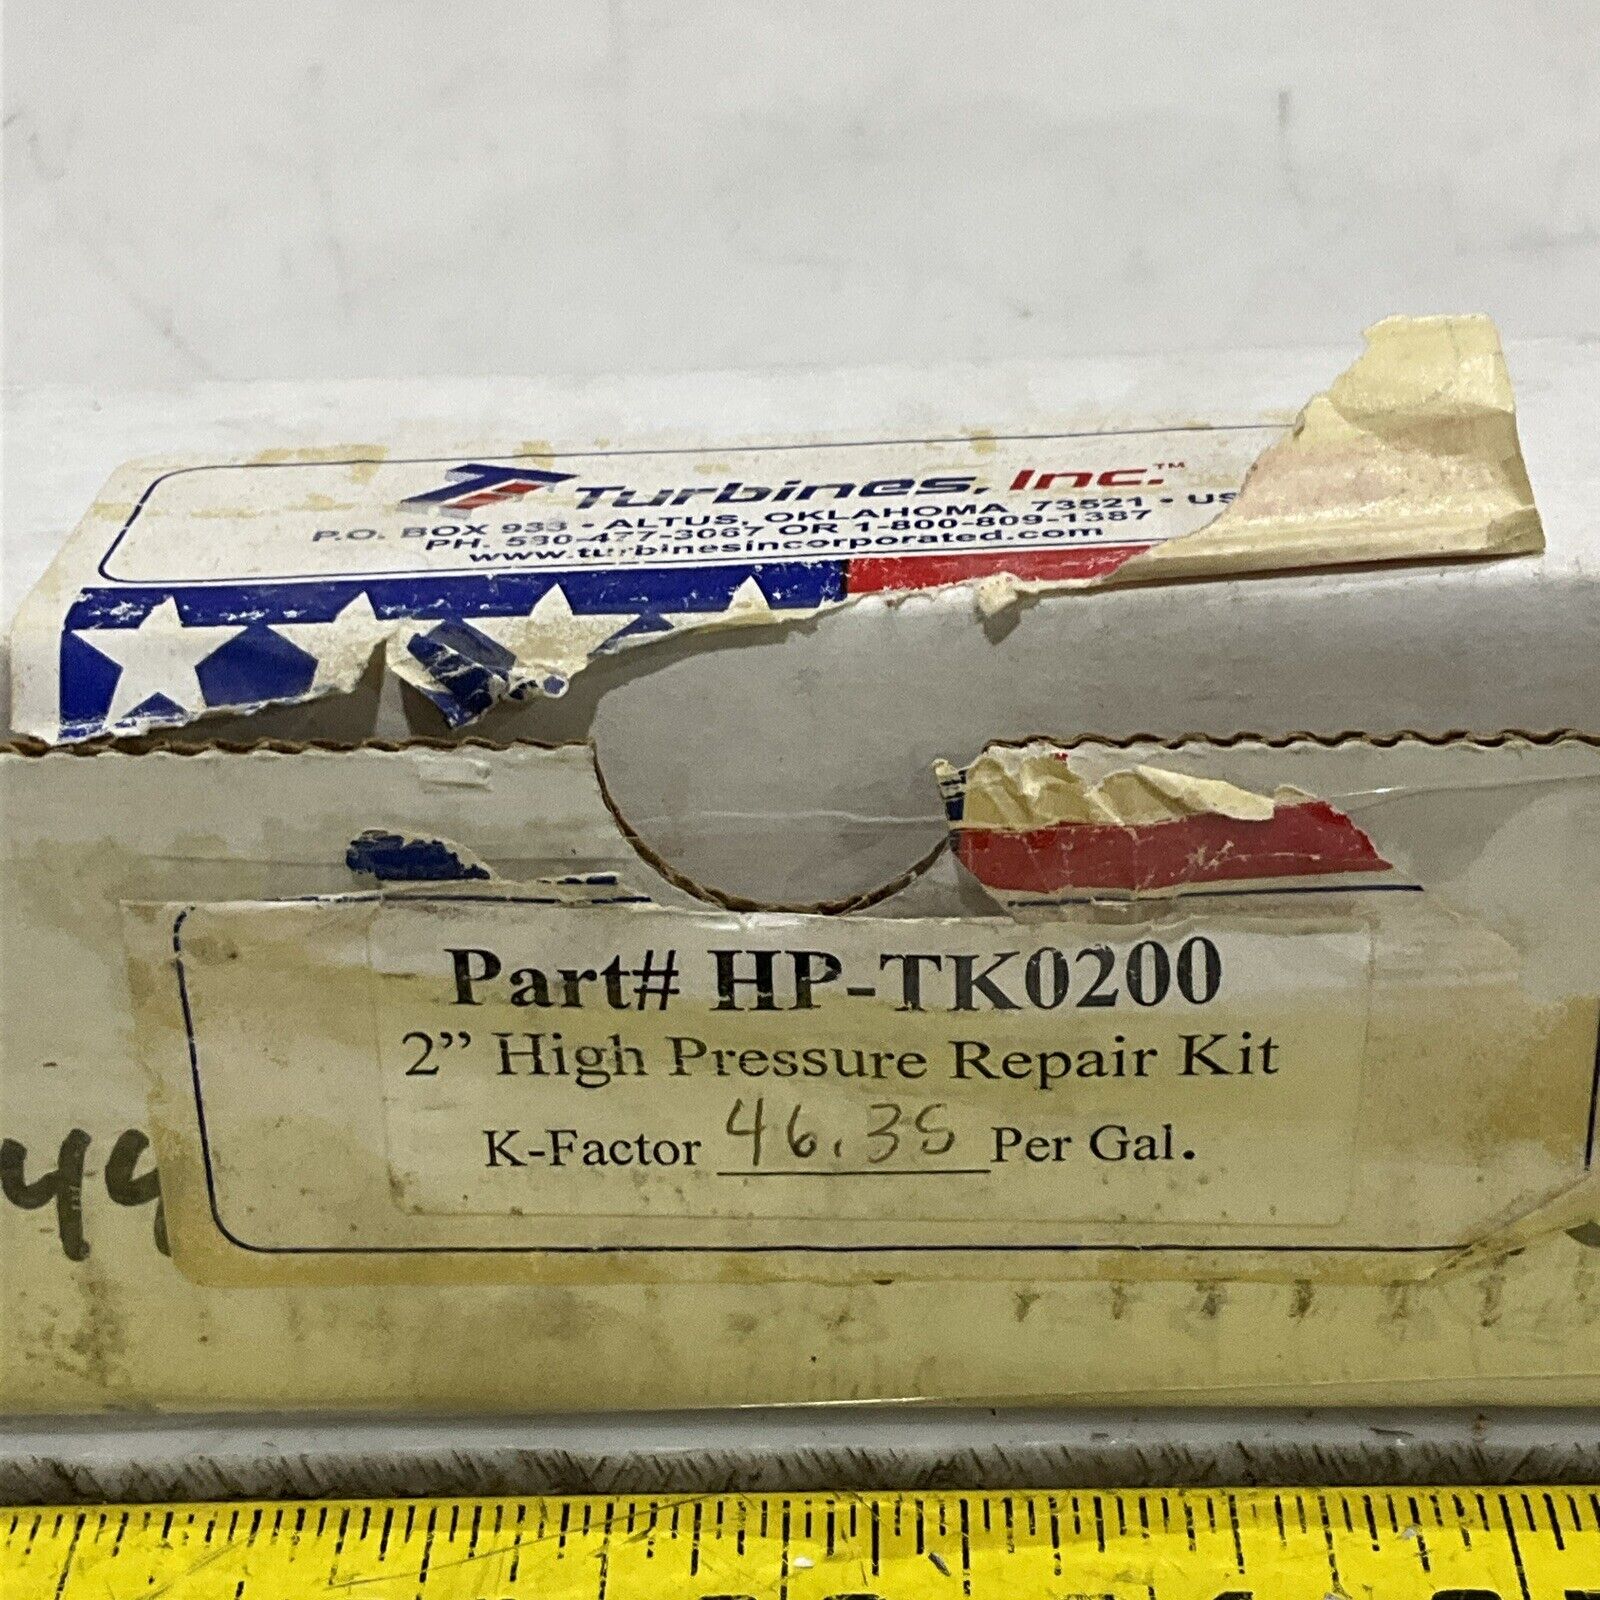 Turbines, Inc.™
P.O. BOX 933 • ALTUS, OKLAHOMA 73521 • US
PH. 580-477-3067 OR 1-800-809-1387
www.turbinesincorporated.com
Part# HP-TK0200
2” High Pressure Repair Kit
K-Factor 46.35 Per Gal.